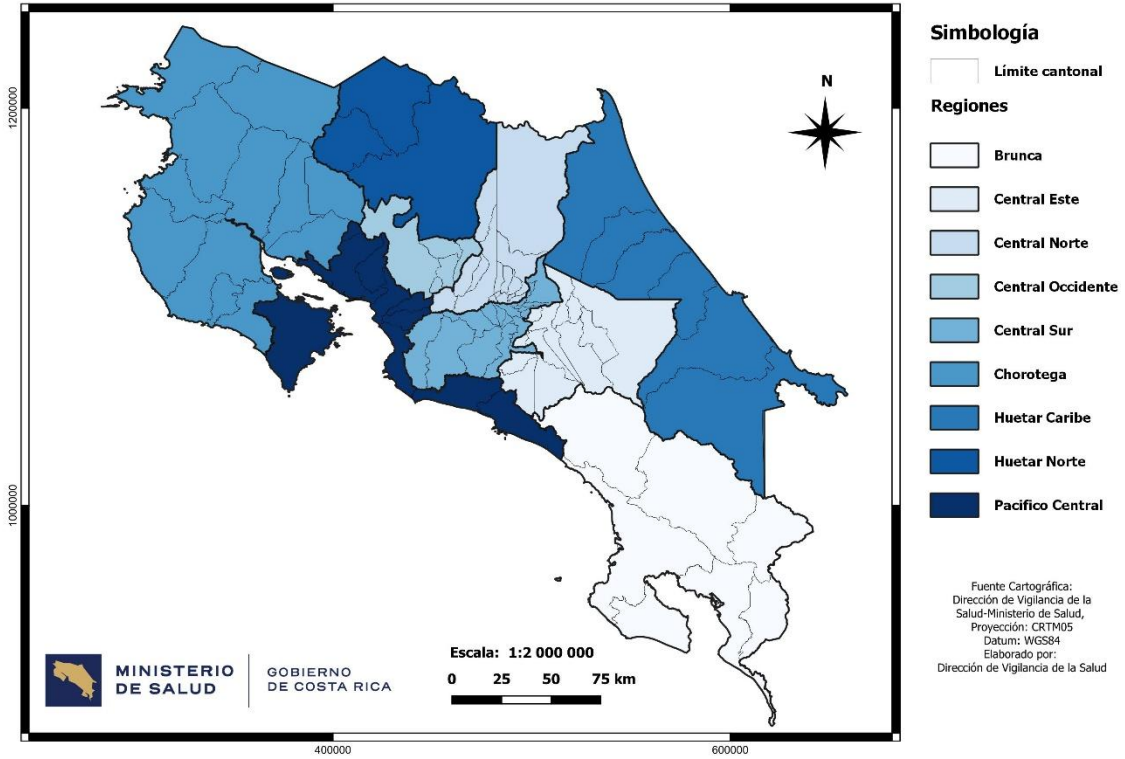 1200000
1000000
400000
600000
N
MINISTERIO
DE SALUD
GOBIERNO
DE COSTA RICA
Escala: 1:2 000 000
0 25 50 75 km
Simbología
Límite cantonal
Regiones
Brunca
Central Este
Central Norte
Central Occidente
Central Sur
Chorotega
Huetar Caribe
Huetar Norte
Pacifico Central
Fuente Cartográfica:
Dirección de Vigilancia de la
Salud-Ministerio de Salud,
Proyección: CRTM05
Datum: WGS84
Elaborado por:
Dirección de Vigilancia de la Salud